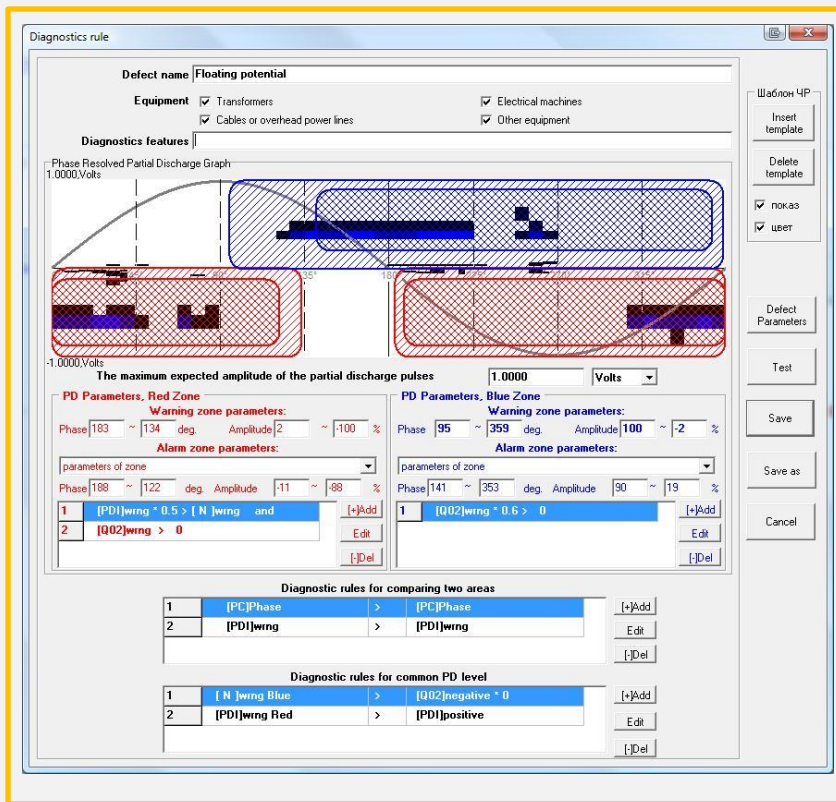 Diagnostics rule
Defect name Floating potential
Equipment Transformers Electrical machines
Cables or overhead power lines Other equipment
Diagnostics features
Шаблон ЧР
Insert template
Delete template
показ
цвет
Phase Resolved Partial Discharge Graph
1.0000,Volts
180
-1.0000,Volts
The maximum expected amplitude of the partial discharge pulses 1.0000 Volts
Defect Parameters
Test
Save
Save as
Cancel
PD Parameters, Red Zone
Warning zone parameters:
Phase 183 ~ 134 deg. Amplitude 2 ~ -100 %
Alarm zone parameters:
parameters of zone
Phase 188 ~ 122 deg. Amplitude -11 ~ -88 %
1 [PDI]wrng * 0.5 > [ N ]wrng and [+]Add
2 [Q02]wrng > 0 Edit
[-]Del
PD Parameters, Blue Zone
Warning zone parameters:
Phase 95 ~ 359 deg. Amplitude 100 ~ -2 %
Alarm zone parameters:
parameters of zone
Phase 141 ~ 353 deg. Amplitude 90 ~ 19 %
1 [Q02]wrng * 0.6 > 0 [+]Add
Edit
[-]Del
Diagnostic rules for comparing two areas
1 [PC]Phase > [PC]Phase [+]Add
2 [PDI]wrng > [PDI]wrng Edit
[-]Del
Diagnostic rules for common PD level
1 [ N ]wrng Blue > [Q02]negative * 0 [+]Add
2 [PDI]wrng Red > [PDI]positive Edit
[-]Del